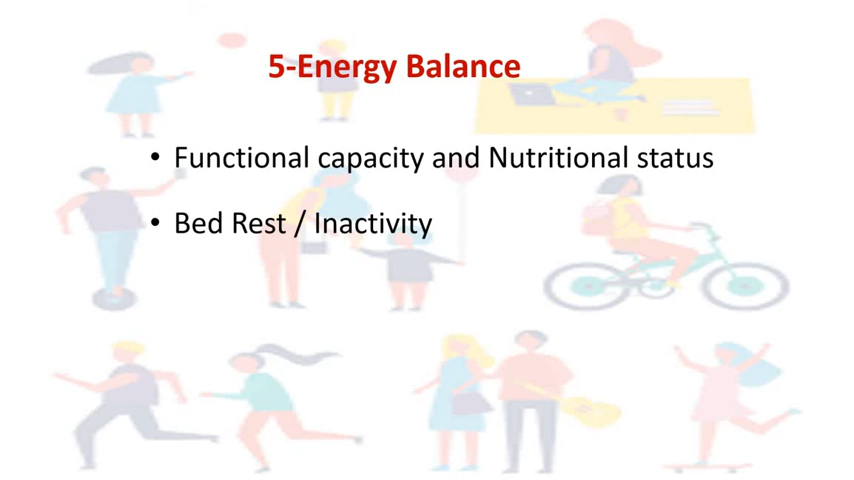 5-Energy Balance
• Functional capacity and Nutritional status
• Bed Rest / Inactivity